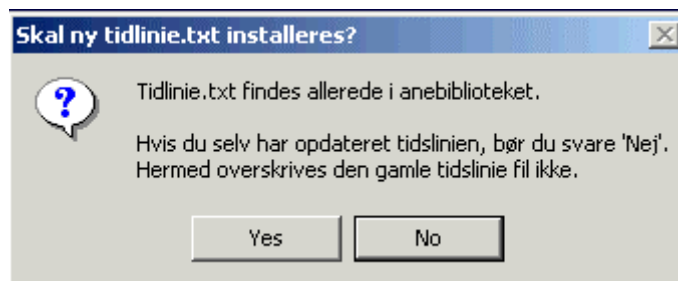 Skal ny tidlinie.txt installeres?
Tidlinie.txt findes allerede i anebiblioteket.
Hvis du selv har opdateret tidslinien, bør du svare 'Nej'.
Hermed overskrives den gamle tidslinie fil ikke.
Yes
No